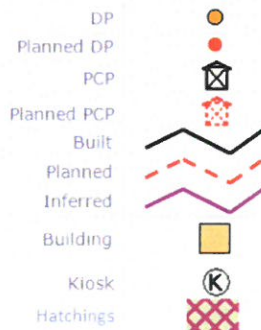 DP
Planned DP
PCP
Planned PCP
Built
Planned
Inferred
Building
Kiosk K
Hatchings